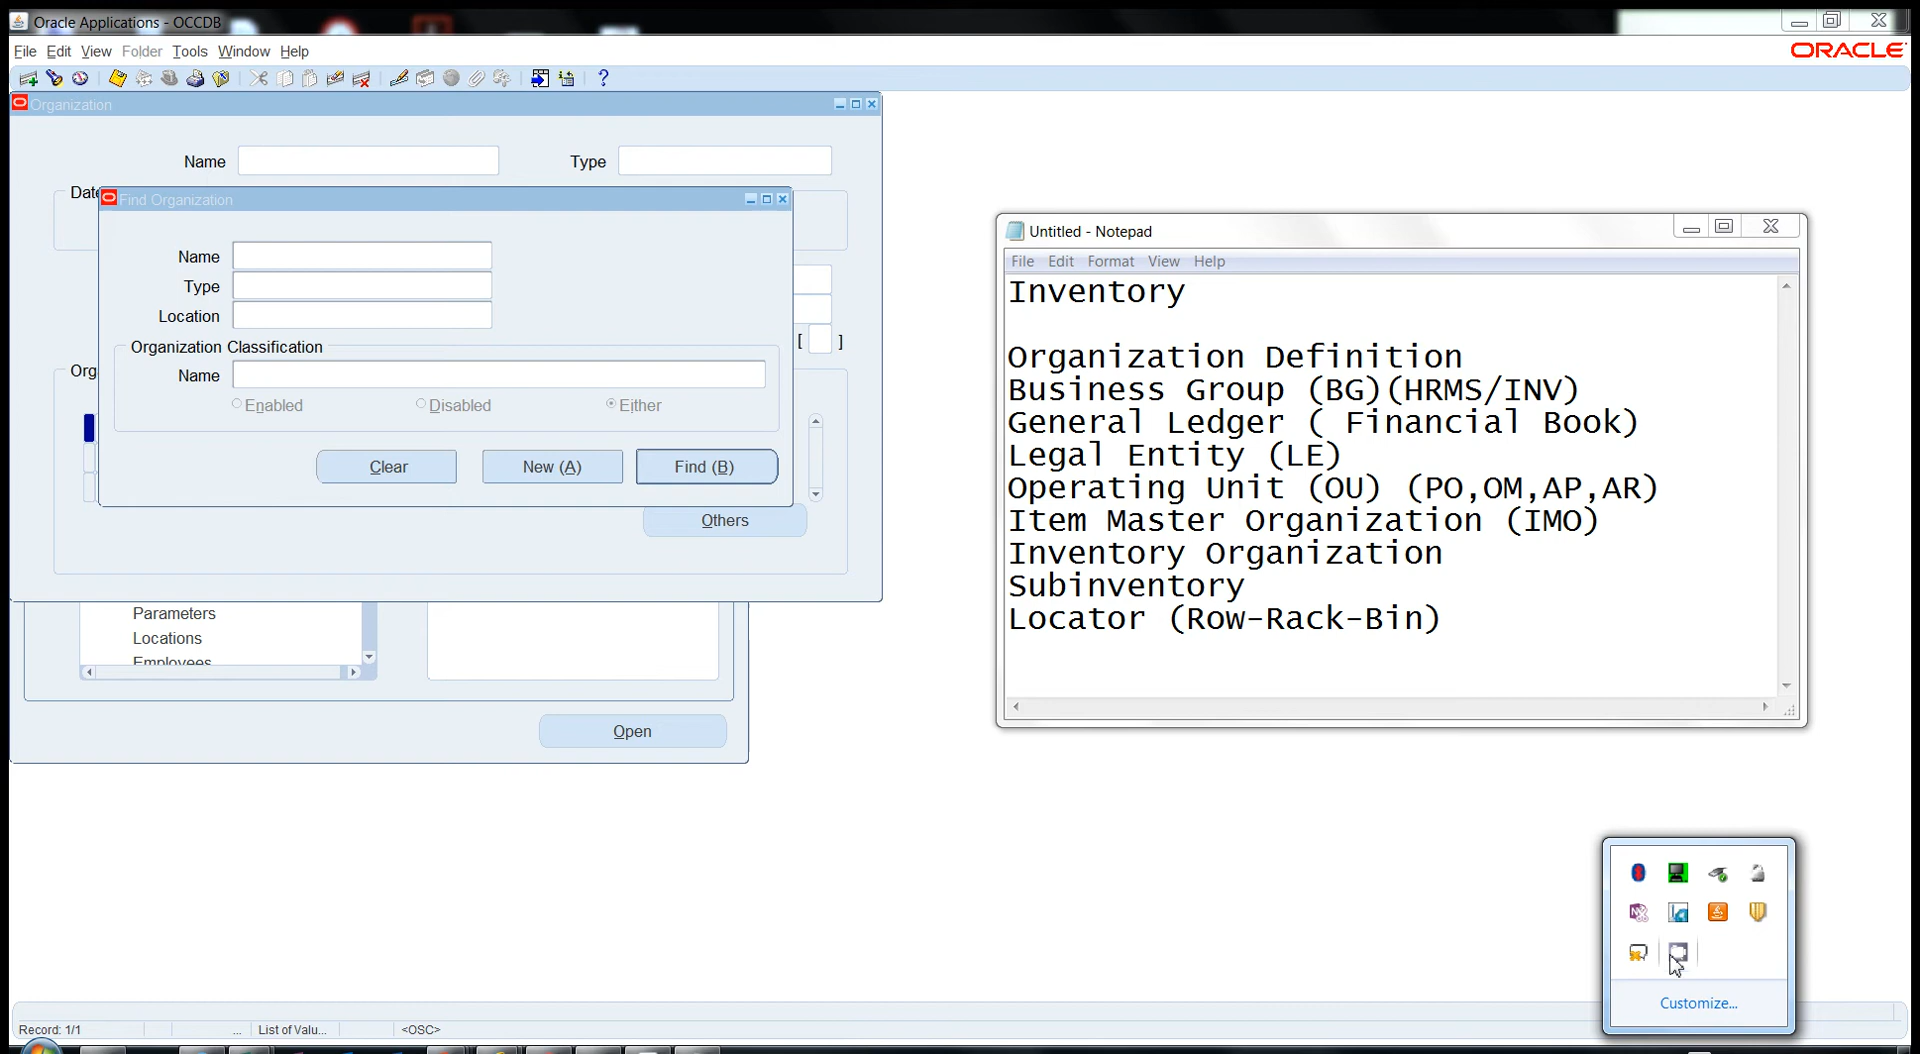 Oracle Applications - OCCDB
File Edit View Folder Tools Window Help
ORACLE
Organization
Name
Type
Date
Find Organization
Name
Type
Location
Organization Classification
Name
Enabled
Disabled
Either
Clear
New (A)
Find (B)
[ ]
Org
Others
Parameters
Locations
Employees
Open
Untitled - Notepad
File Edit Format View Help
Inventory
Organization Definition
Business Group (BG)(HRMS/INV)
General Ledger ( Financial Book)
Legal Entity (LE)
Operating Unit (OU) (PO,OM,AP,AR)
Item Master Organization (IMO)
Inventory Organization
Subinventory
Locator (Row-Rack-Bin)
Customize...
Record: 1/1
...
List of Valu...
<OSC>